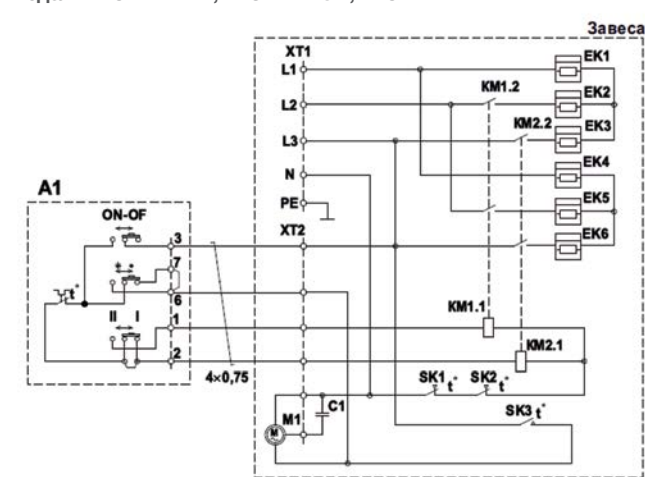 Завеса
XT1
L1
EK1
KM1.2
EK2
L2
KM2.2
EK3
L3
EK4
N
A1
EK5
PE
ON-OF
XT2
EK6
3
7
t°
6
II I
1
KM1.1
2
KM2.1
4×0,75
SK1 t°
SK2 t°
C1
M1
SK3 t°
M